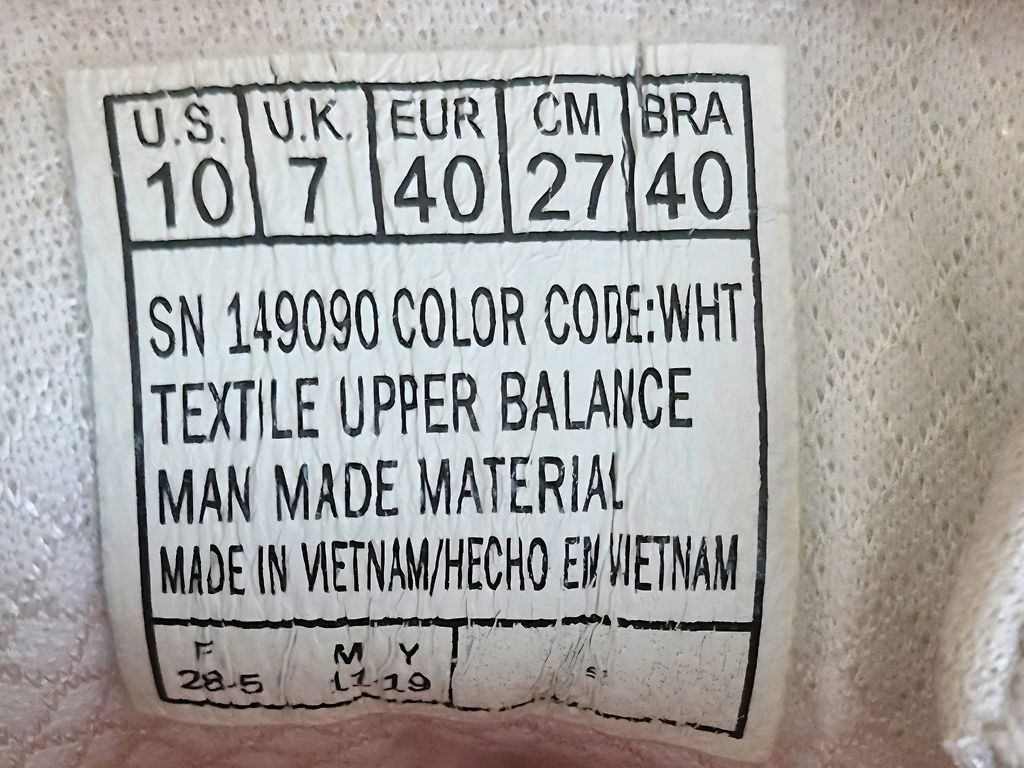 U.S. U.K. EUR CM BRA
10 7 40 27 40
SN 149090 COLOR CODE:WHT
TEXTILE UPPER BALANCE
MAN MADE MATERIAL
MADE IN VIETNAM/HECHO EN VIETNAM
F M Y
28.5 11.19